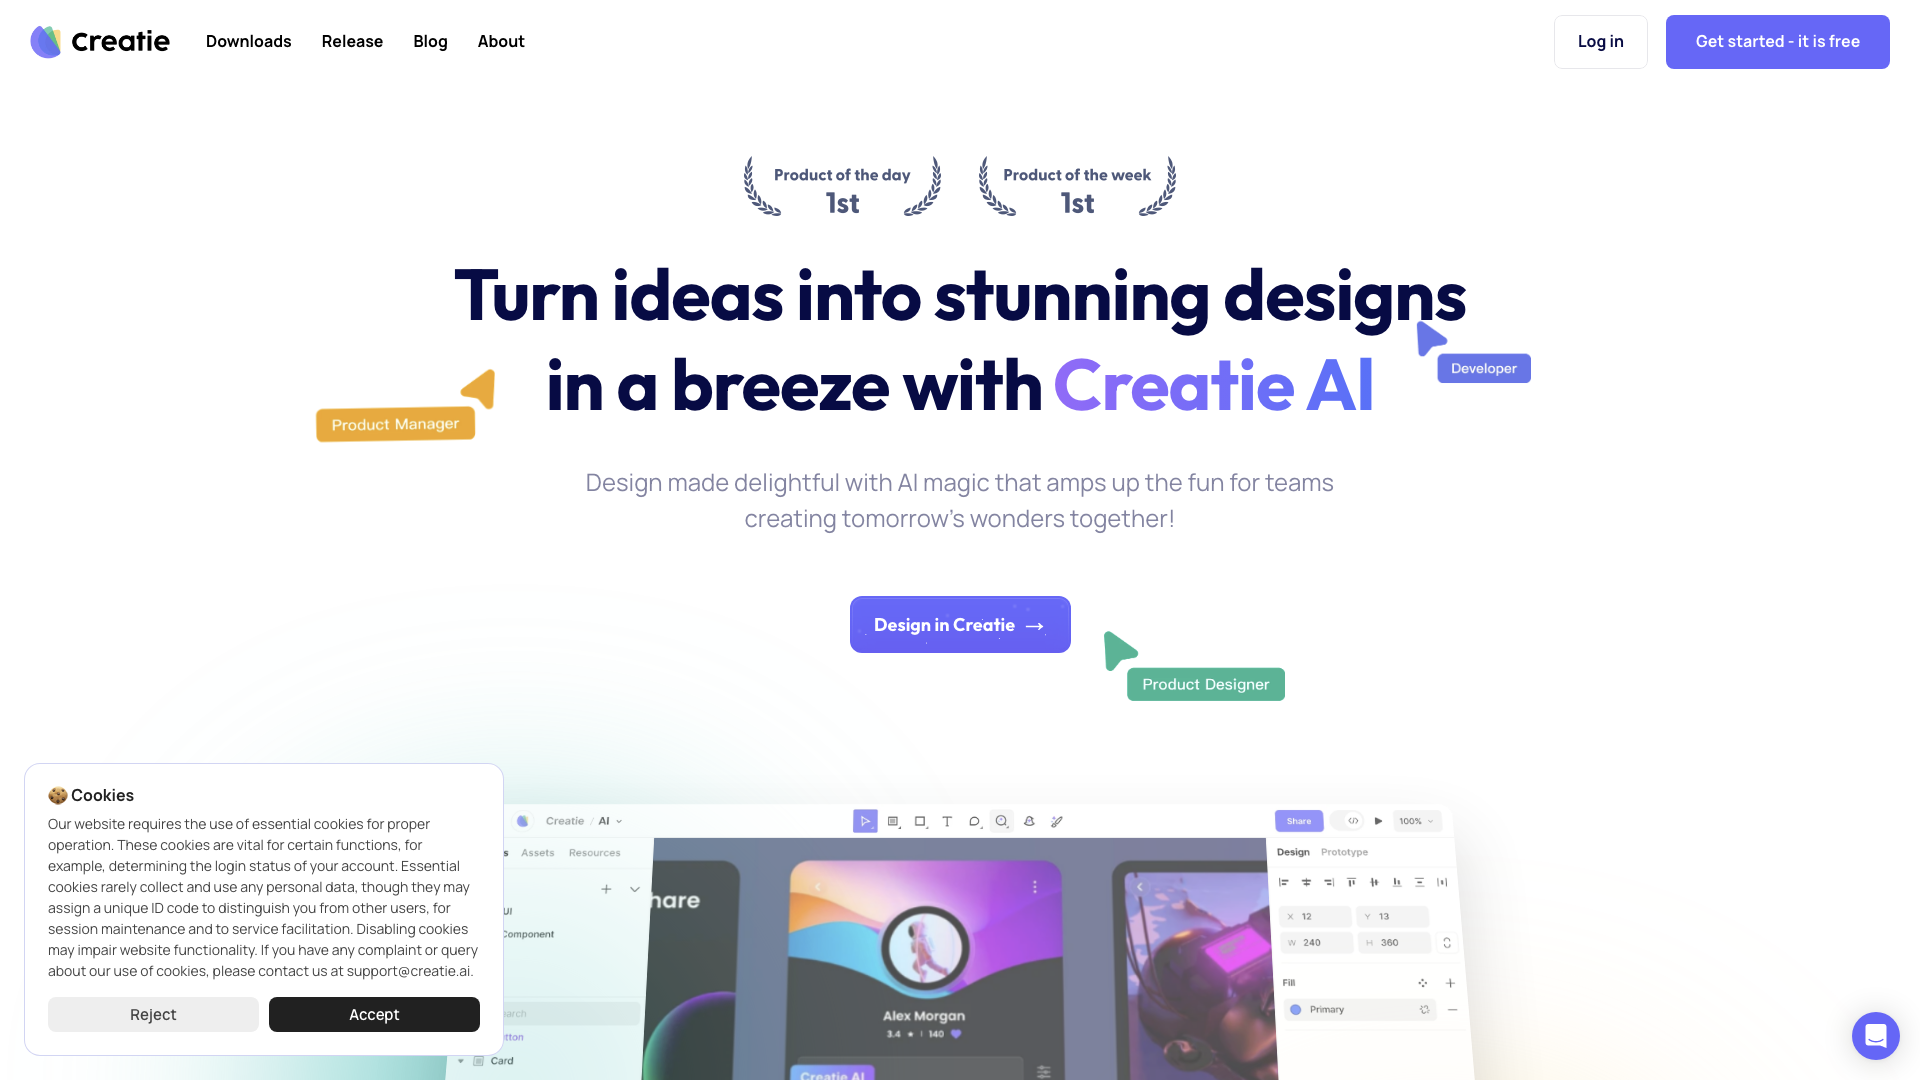 creatie
Downloads
Release
Blog
About
Log in
Get started - it is free
Product of the day
1st
Product of the week
1st
Turn ideas into stunning designs
in a breeze with Creatie AI
Developer
Product Manager
Design made delightful with AI magic that amps up the fun for teams
creating tomorrow's wonders together!
Design in Creatie →
Product Designer
Cookies
Our website requires the use of essential cookies for proper
operation. These cookies are vital for certain functions, for
example, determining the login status of your account. Essential
cookies rarely collect and use any personal data, though they may
assign a unique ID code to distinguish you from other users, for
session maintenance and to service facilitation. Disabling cookies
may impair website functionality. If you have any complaint or query
about our use of cookies, please contact us at support@creatie.ai.
Reject
Accept
Creatie / AI
Share
100%
Assets
Resources
Design
Prototype
UI
Component
hare
X 12
Y 13
W 240
H 360
Fill
Primary
Alex Morgan
3.4 ★ | 140
Card
Creatie AI